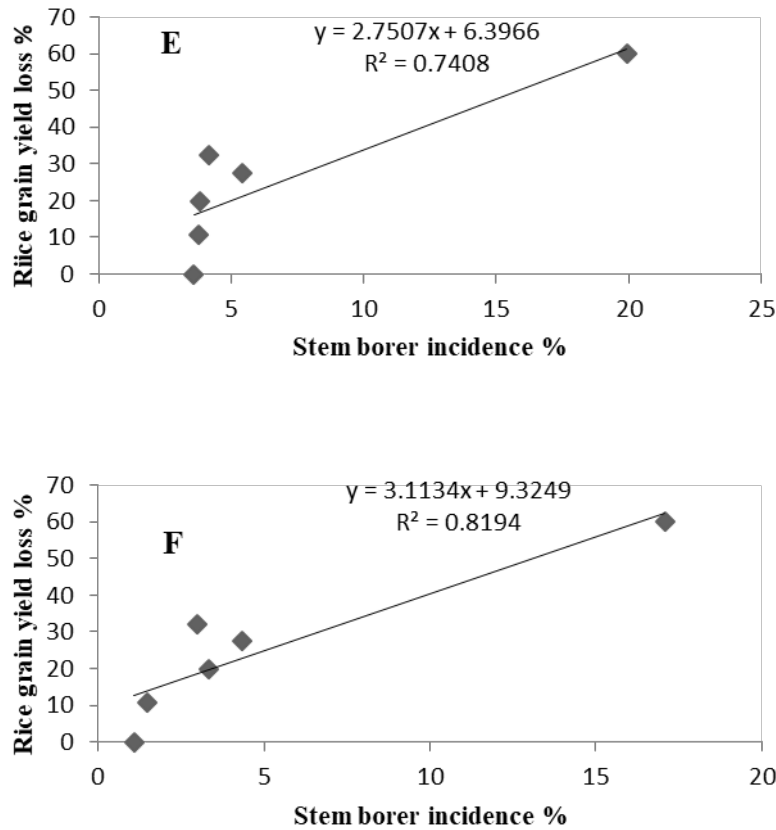 E
y = 2.7507x + 6.3966
R² = 0.7408
Riice grain yield loss %
70
60
50
40
30
20
10
0
0 5 10 15 20 25
Stem borer incidence %
F
y = 3.1134x + 9.3249
R² = 0.8194
Rice grain yield loss %
70
60
50
40
30
20
10
0
0 5 10 15 20
Stem borer incidence %